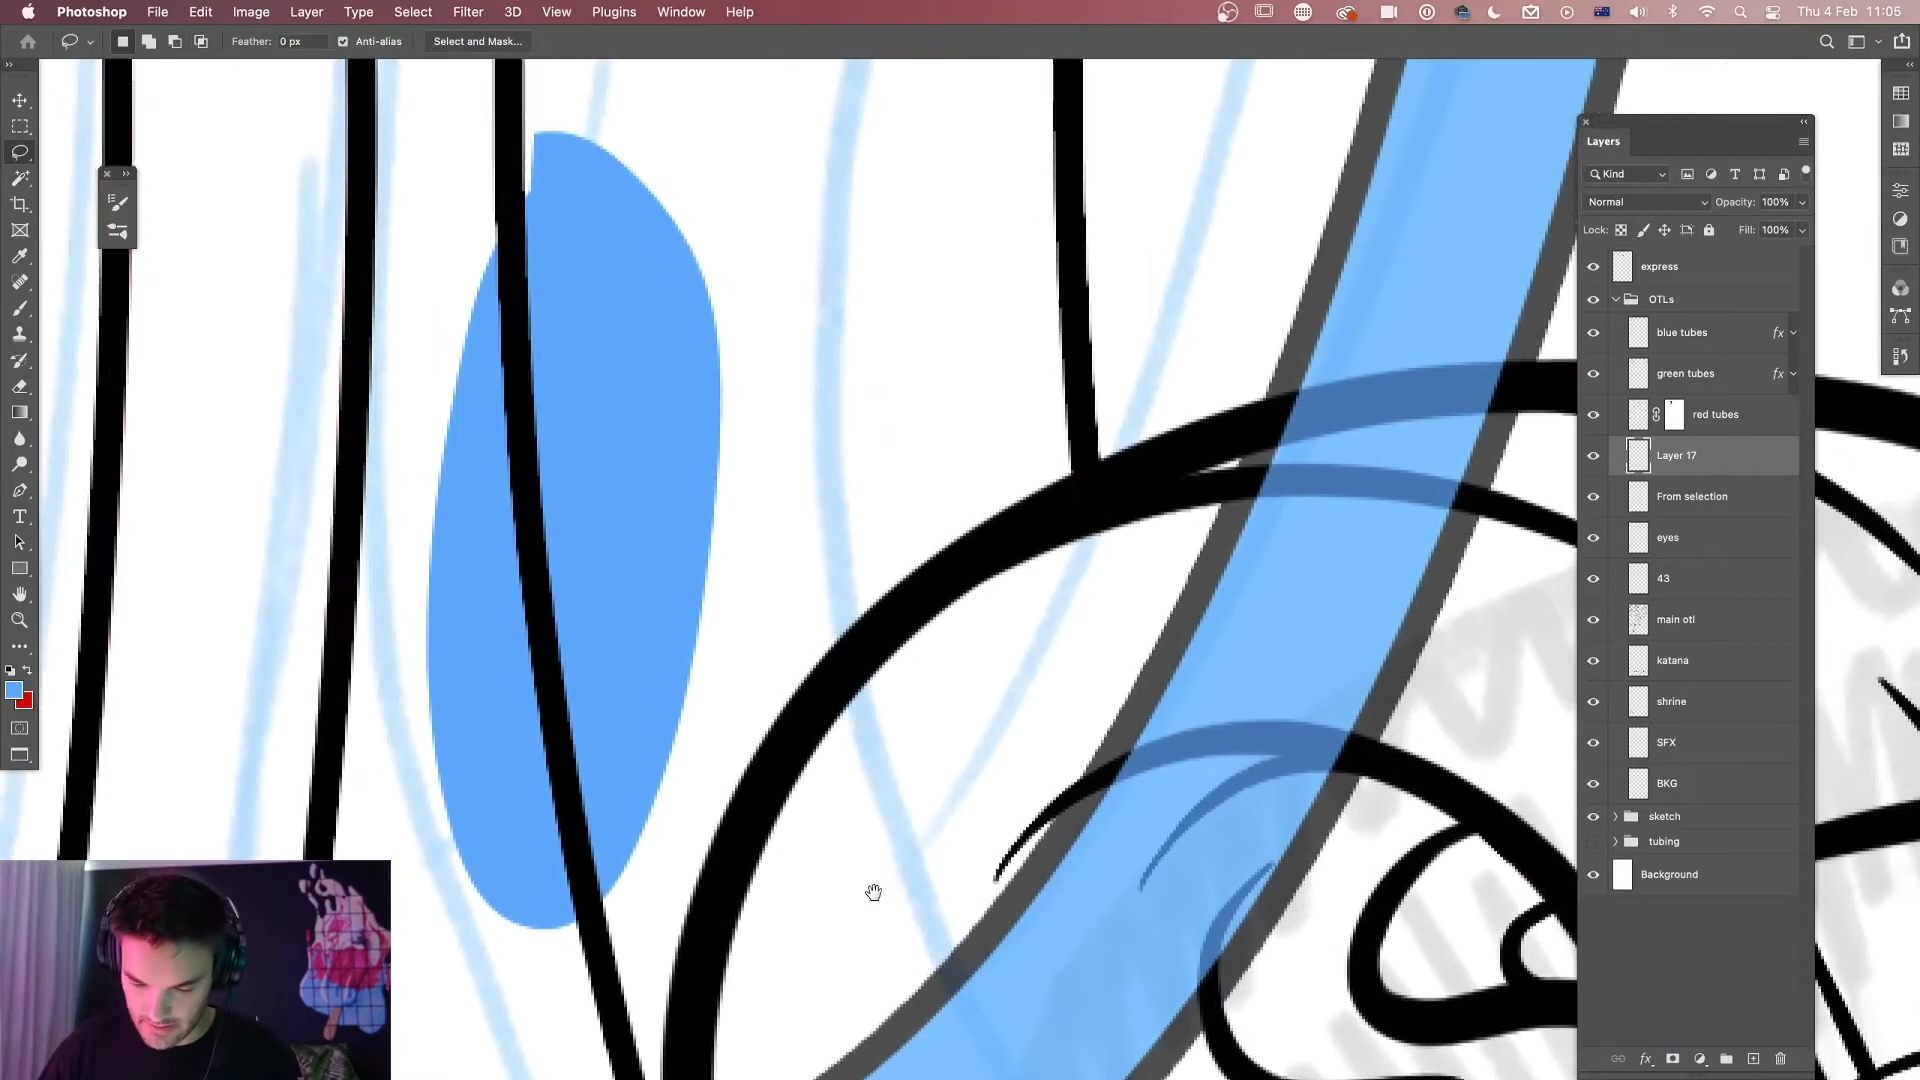 Photoshop File Edit Image Layer Type Select Filter 3D View Plugins Window Help Thu 4 Feb 11:05
Feather: 0 px Anti-alias Select and Mask...
Layers
Kind
Normal Opacity: 100%
Lock: Fill: 100%
express
OTLs
blue tubes fx
green tubes fx
red tubes
Layer 17
From selection
eyes
43
main otl
katana
shrine
SFX
BKG
sketch
tubing
Background
fx